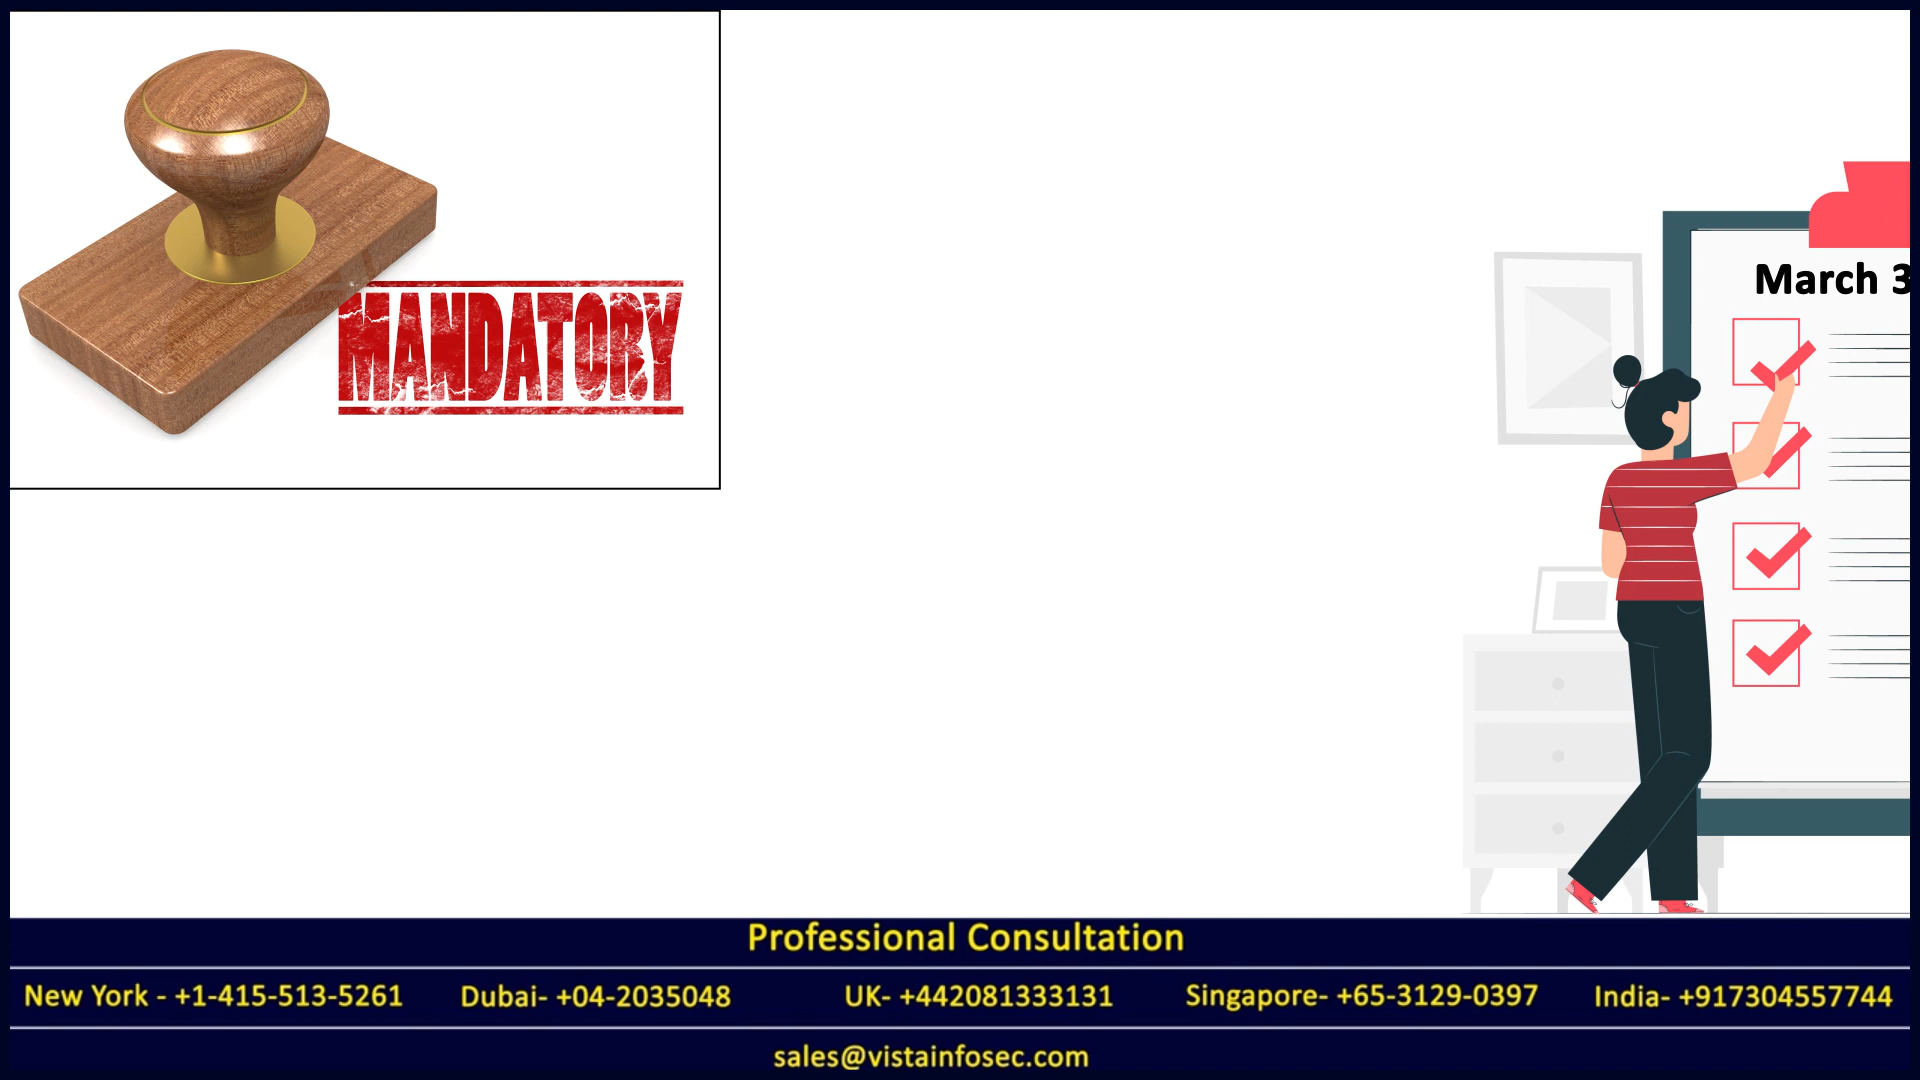 MANDATORY
March 3
Professional Consultation
New York - +1-415-513-5261 Dubai- +04-2035048 UK- +442081333131 Singapore- +65-3129-0397 India- +917304557744
sales@vistainfosec.com